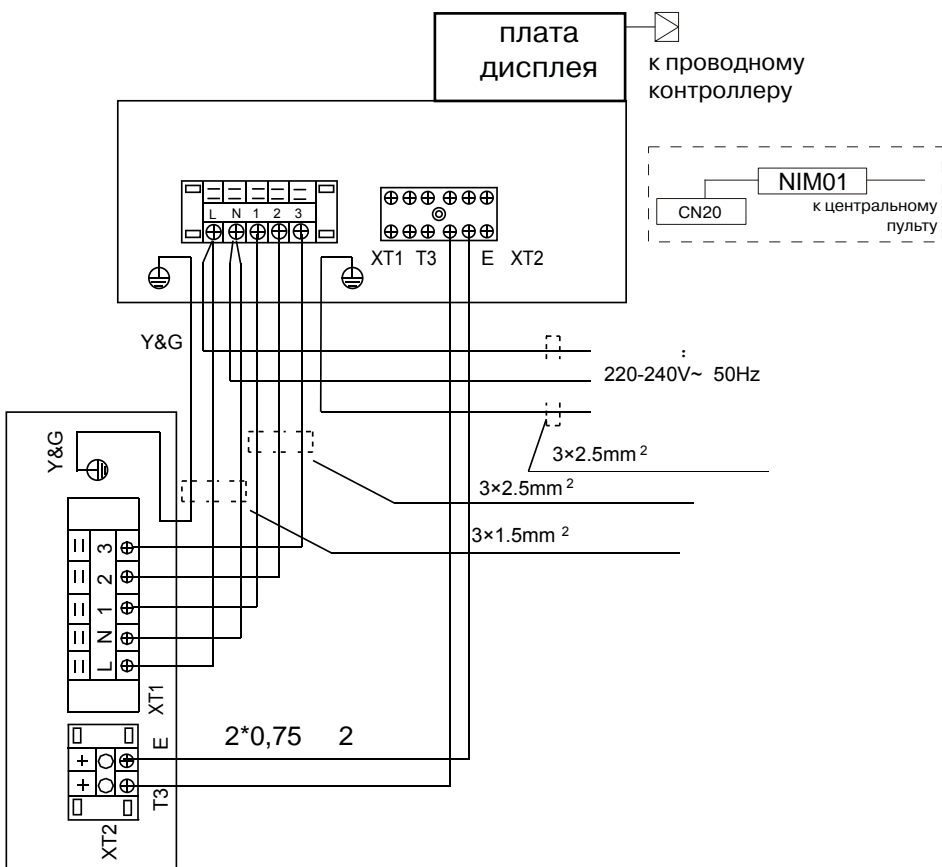 плата
дисплея
к проводному
контроллеру
NIM01
CN20
к центральному
пульту
L N 1 2 3
XT1 T3 E XT2
Y&G
:
220-240V~ 50Hz
Y&G
3×2.5mm 2
3×2.5mm 2
3×1.5mm 2
3
2
1
N
L
XT1
2*0,75 2
E
T3
XT2